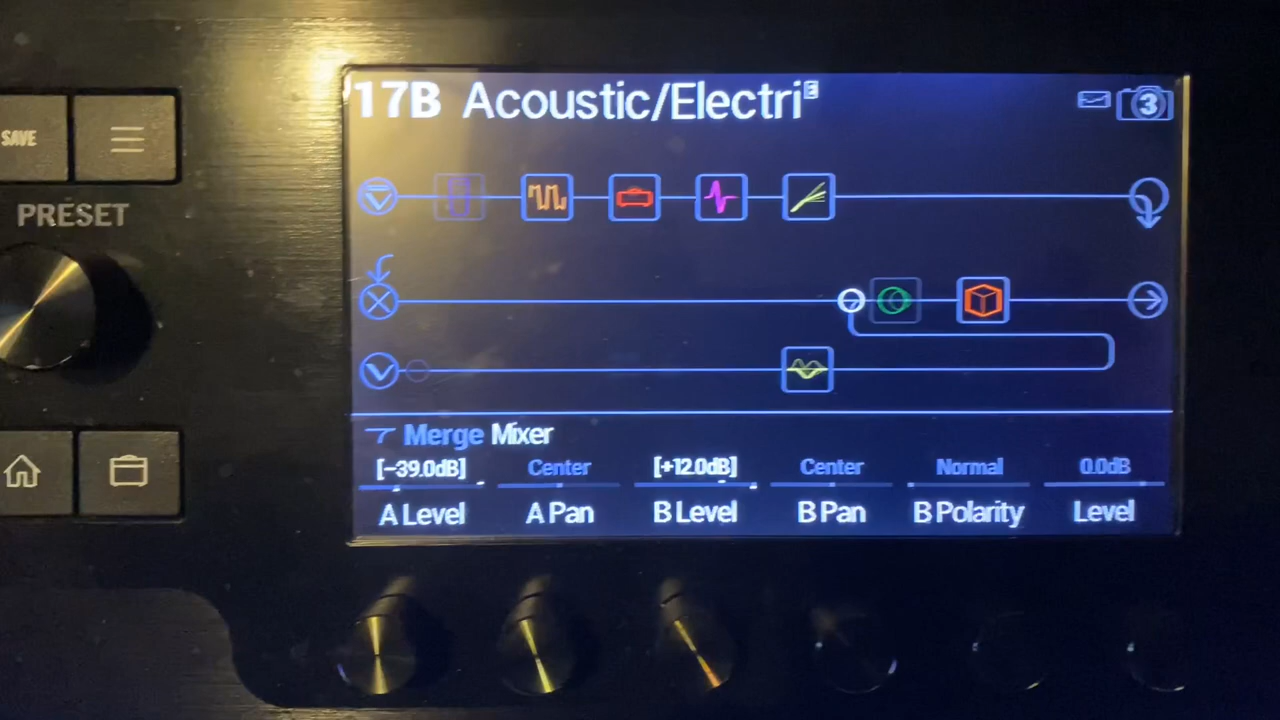 17B Acoustic/Electri
3
SAVE
PRESET
Merge Mixer
[-39.0dB] Center [+12.0dB] Center Normal 0.0dB
A Level A Pan B Level B Pan B Polarity Level